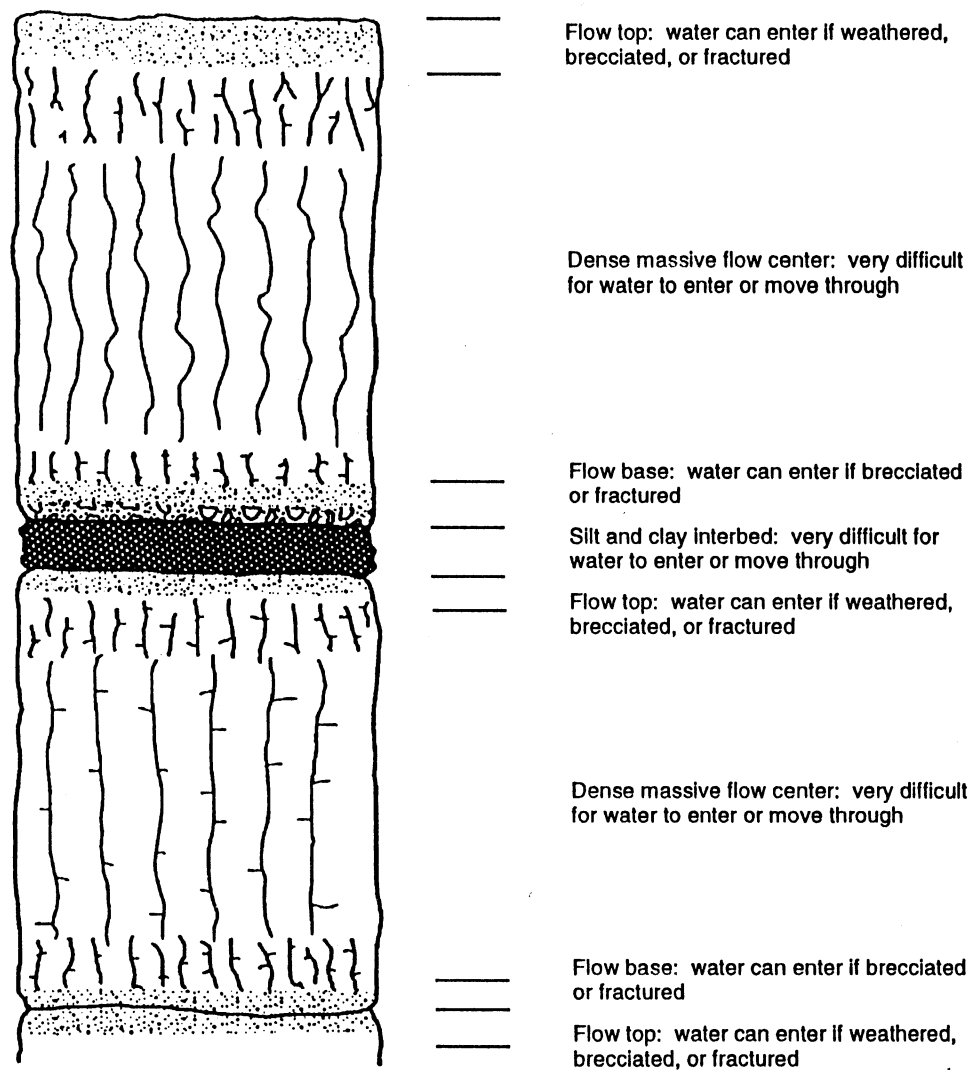 Flow top: water can enter if weathered,
brecciated, or fractured
Dense massive flow center: very difficult
for water to enter or move through
Flow base: water can enter if brecciated
or fractured
Silt and clay interbed: very difficult for
water to enter or move through
Flow top: water can enter if weathered,
brecciated, or fractured
Dense massive flow center: very difficult
for water to enter or move through
Flow base: water can enter if brecciated
or fractured
Flow top: water can enter if weathered,
brecciated, or fractured